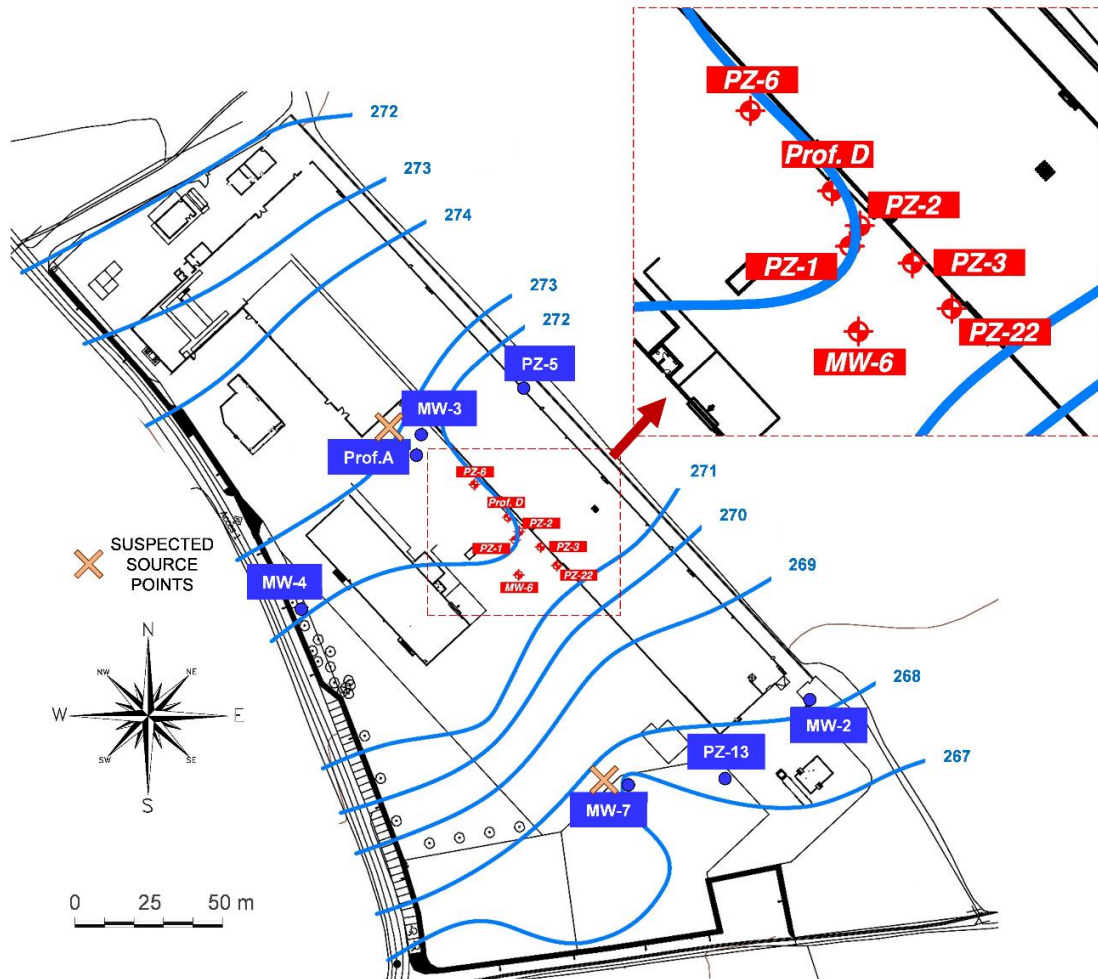 PZ-6
Prof. D
PZ-2
PZ-1
PZ-3
PZ-22
MW-6
272
273
274
273
272
PZ-5
MW-3
Prof.A
PZ-6
Prof. D
PZ-2
PZ-1
PZ-3
PZ-22
MW-6
271
270
269
SUSPECTED
SOURCE
POINTS
MW-4
N
NW
NE
W
E
SW
SE
S
268
MW-2
PZ-13
267
MW-7
0 25 50 m